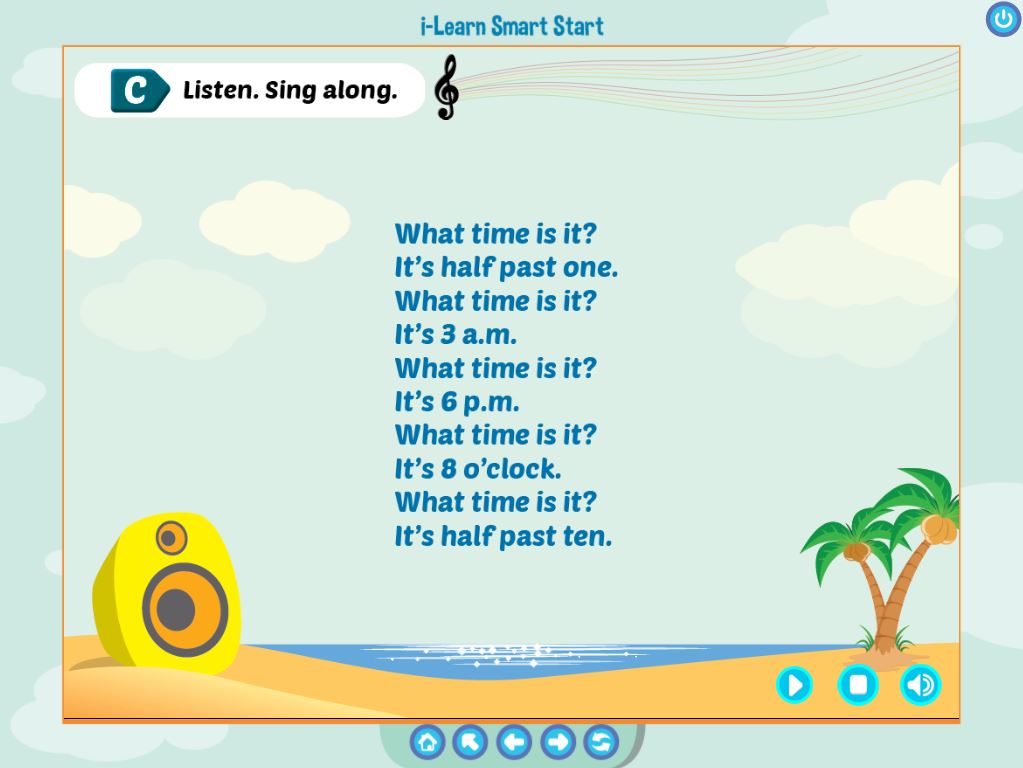 i-Learn Smart Start
C Listen. Sing along.
What time is it?
It's half past one.
What time is it?
It's 3 a.m.
What time is it?
It's 6 p.m.
What time is it?
It's 8 o'clock.
What time is it?
It's half past ten.